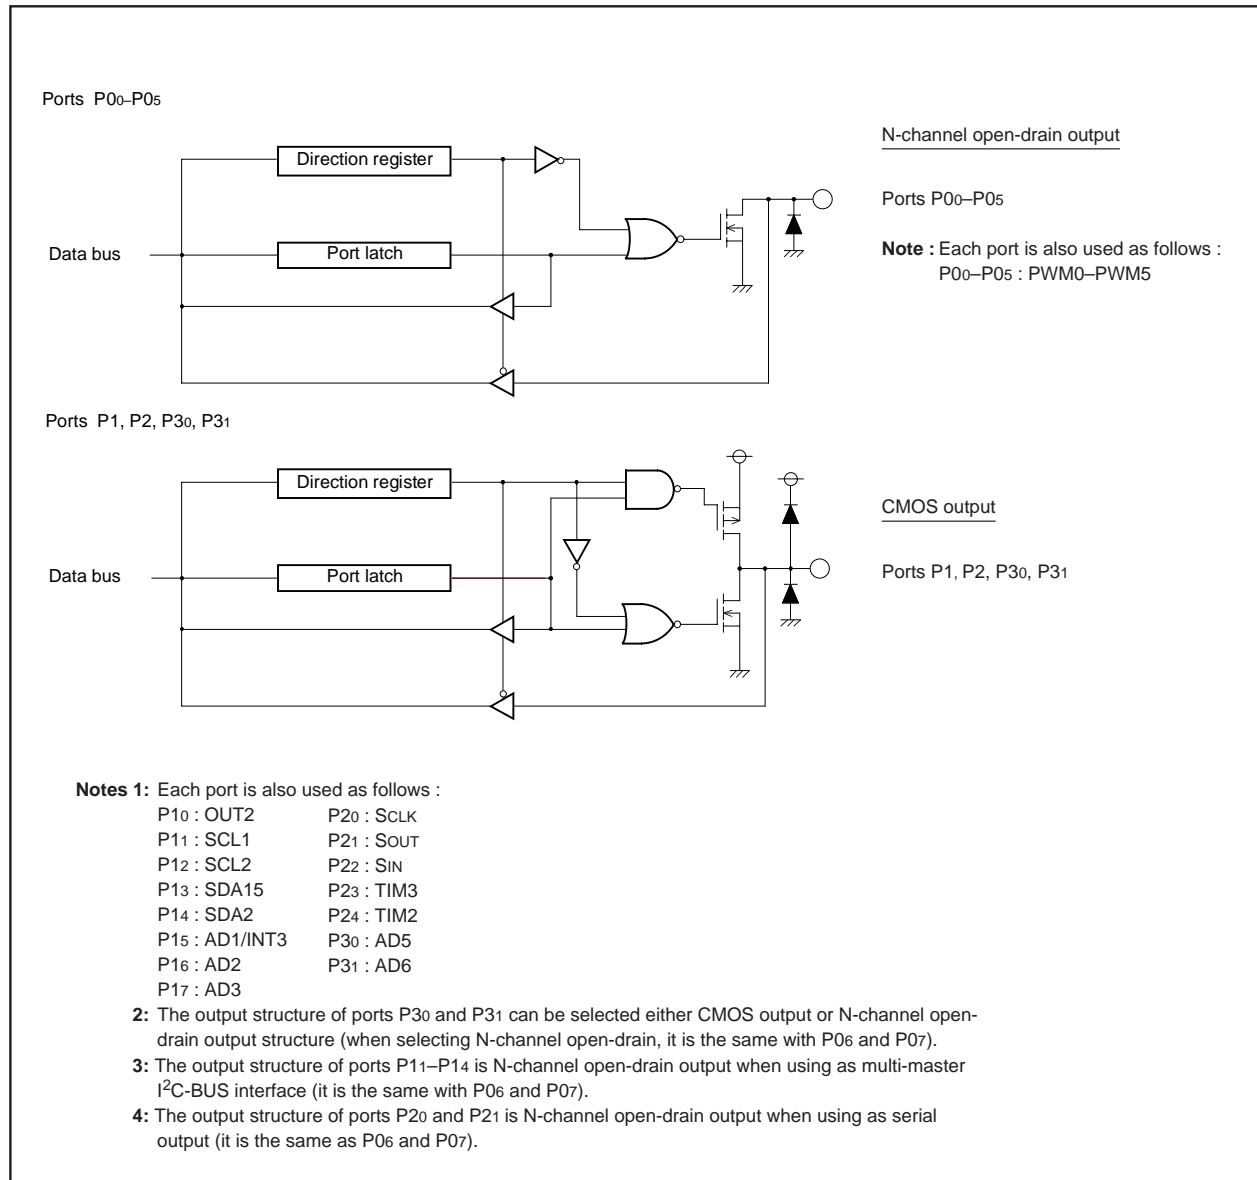 Ports P00–P05
N-channel open-drain output
Direction register
Ports P00–P05
Data bus
Port latch
Note : Each port is also used as follows :
P00–P05 : PWM0–PWM5
Ports P1, P2, P30, P31
Direction register
CMOS output
Data bus
Port latch
Ports P1, P2, P30, P31
Notes 1: Each port is also used as follows :
P10 : OUT2 P20 : SCLK
P11 : SCL1 P21 : SOUT
P12 : SCL2 P22 : SIN
P13 : SDA15 P23 : TIM3
P14 : SDA2 P24 : TIM2
P15 : AD1/INT3 P30 : AD5
P16 : AD2 P31 : AD6
P17 : AD3
2: The output structure of ports P30 and P31 can be selected either CMOS output or N-channel open-
drain output structure (when selecting N-channel open-drain, it is the same with P06 and P07).
3: The output structure of ports P11–P14 is N-channel open-drain output when using as multi-master
I2C-BUS interface (it is the same with P06 and P07).
4: The output structure of ports P20 and P21 is N-channel open-drain output when using as serial
output (it is the same as P06 and P07).